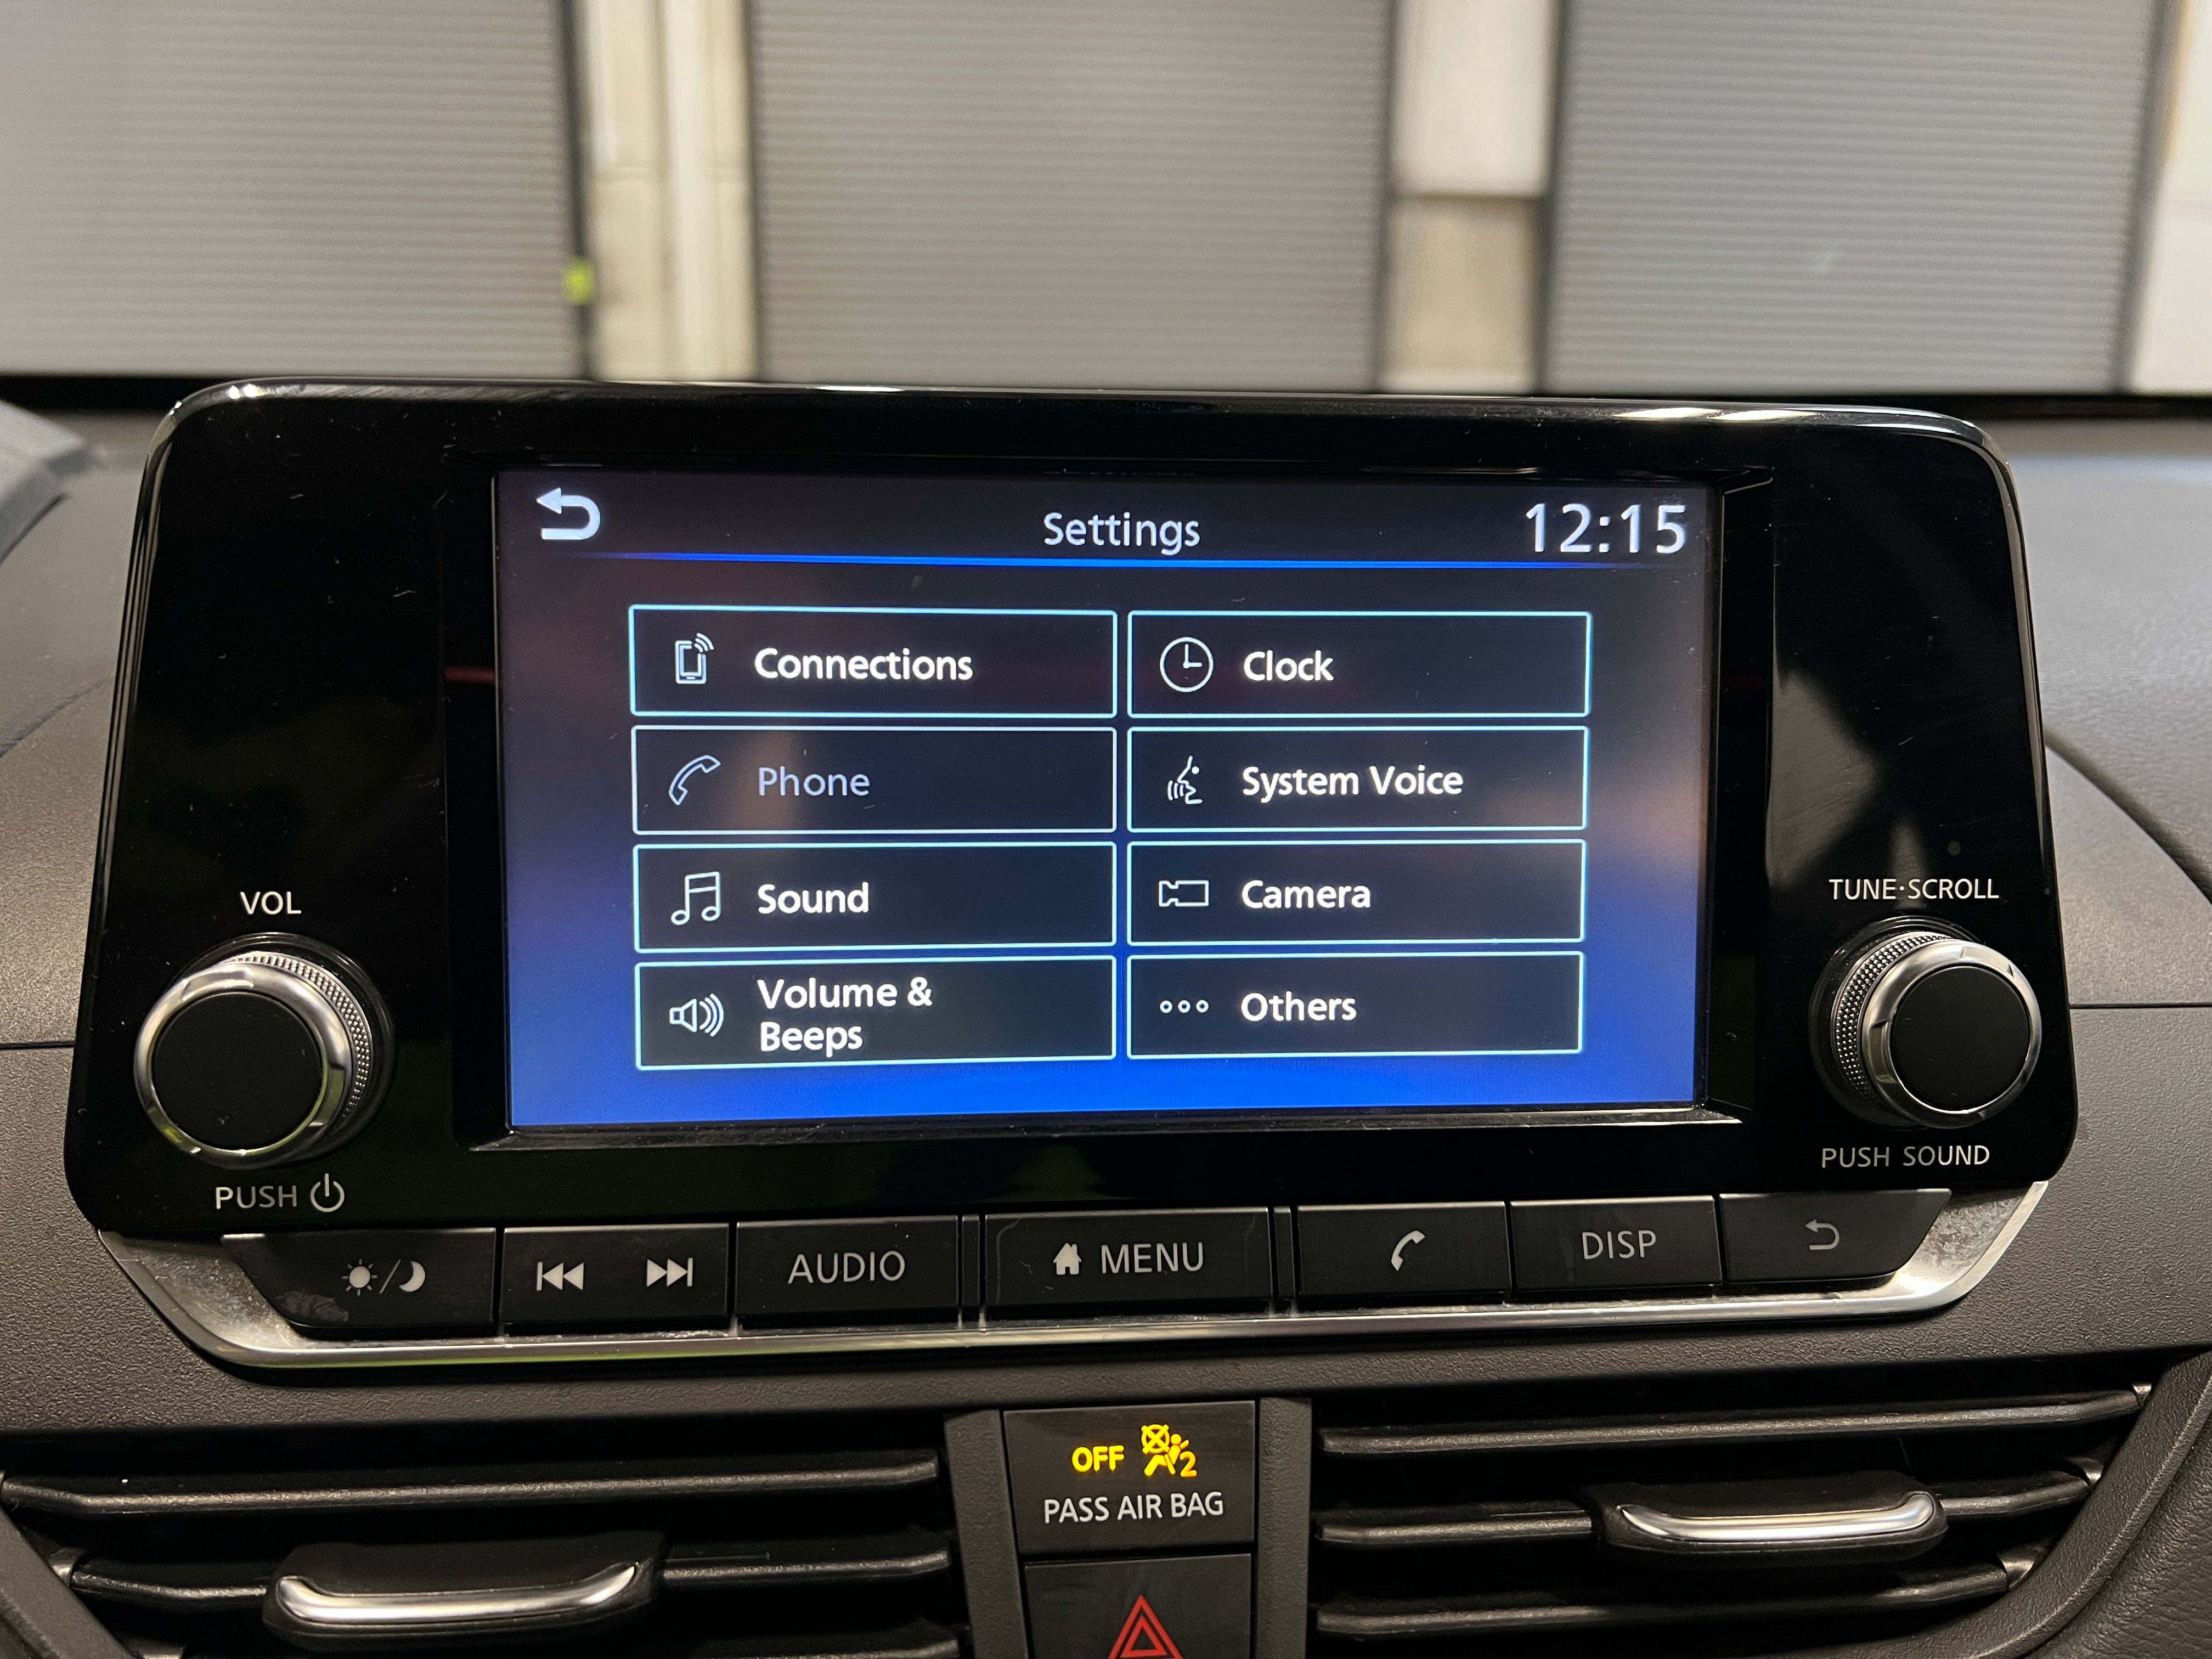 Settings 12:15
Connections
Clock
Phone
System Voice
Sound
Camera
Volume &
Beeps
Others
VOL
PUSH
TUNE·SCROLL
PUSH SOUND
AUDIO
MENU
DISP
OFF 2
PASS AIR BAG